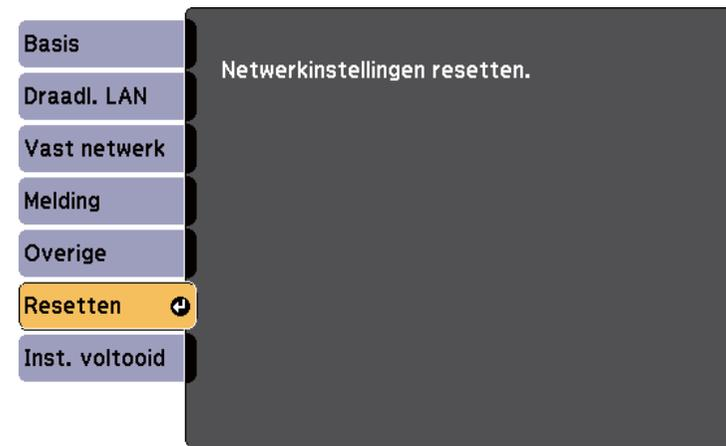 Basis
Draadl. LAN
Vast netwerk
Melding
Overige
Resetten
Inst. voltooid
Netwerkinstellingen resetten.